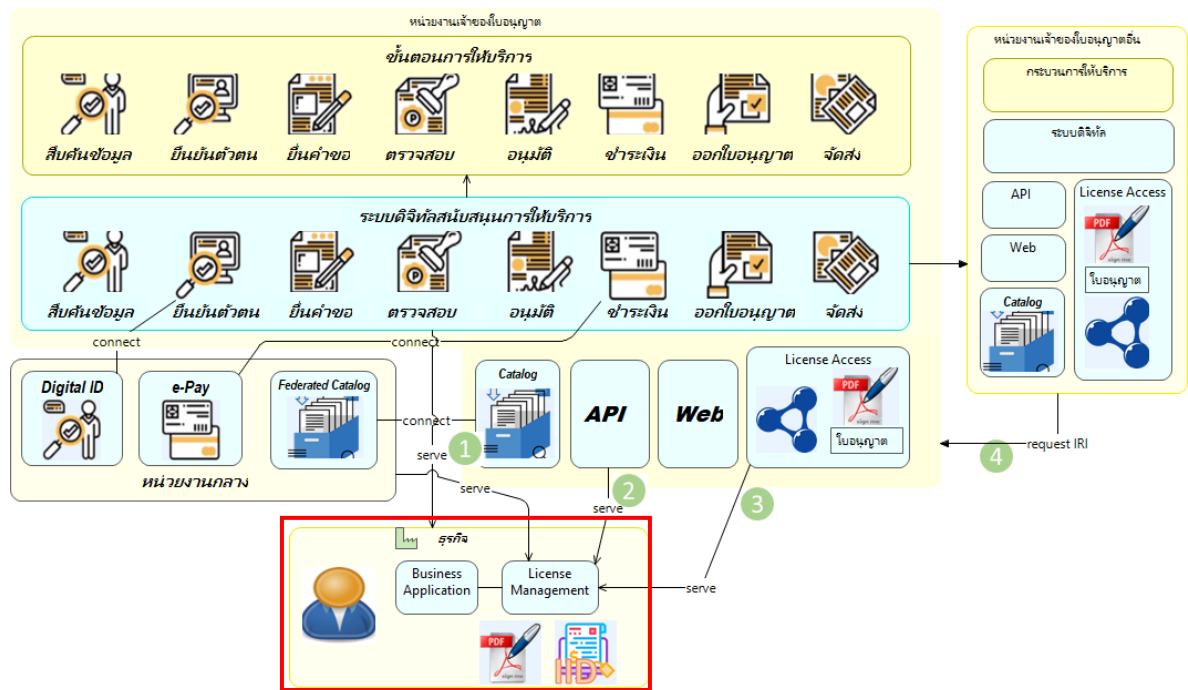 หน่วยงานเจ้าของใบอนุญาต
ขั้นตอนการให้บริการ
สืบค้นข้อมูล
ยืนยันตัวตน
ยื่นคำขอ
ตรวจสอบ
อนุมัติ
ชำระเงิน
ออกใบอนุญาต
จัดส่ง
ระบบดิจิทัลสนับสนุนการให้บริการ
สืบค้นข้อมูล
ยืนยันตัวตน
ยื่นคำขอ
ตรวจสอบ
อนุมัติ
ชำระเงิน
ออกใบอนุญาต
จัดส่ง
หน่วยงานเจ้าของใบอนุญาตอื่น
กระบวนการให้บริการ
ระบบดิจิทัล
API
Web
Catalog
License Access
PDF
ใบอนุญาต
connect
connect
Digital ID
e-Pay
Federated Catalog
หน่วยงานกลาง
connect
serve
1
Catalog
API
Web
License Access
PDF
ใบอนุญาต
serve
2
serve
3
serve
4
request IRI
ธุรกิจ
Business
Application
License
Management
PDF
HD